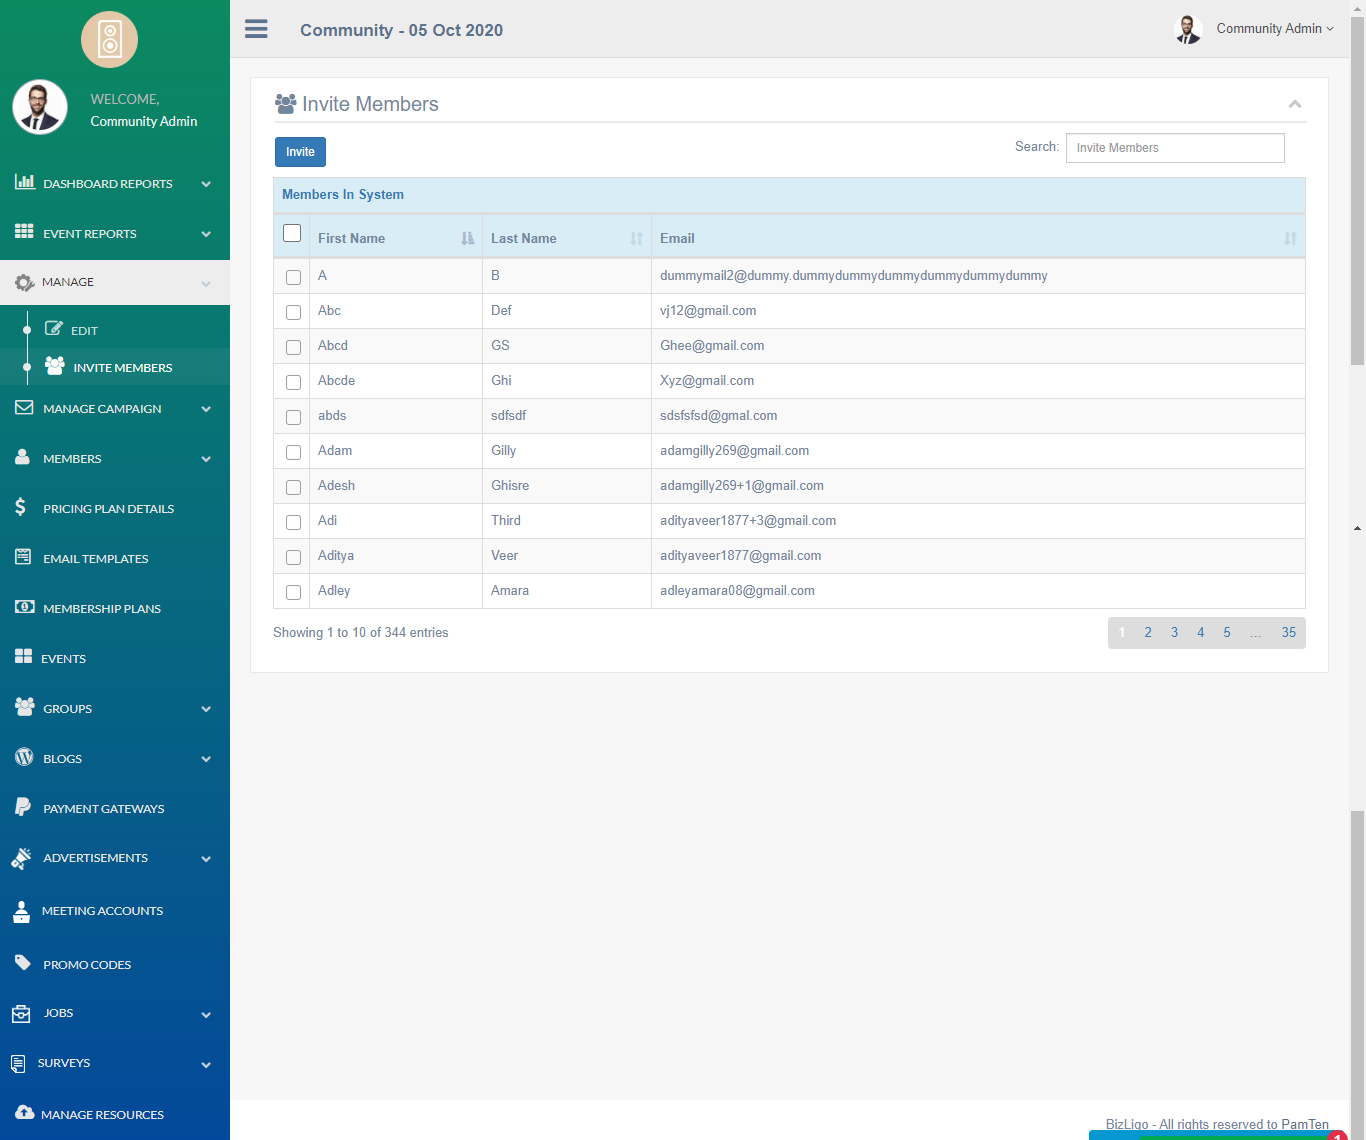 Community - 05 Oct 2020
Community Admin
WELCOME,
Community Admin
DASHBOARD REPORTS
EVENT REPORTS
MANAGE
EDIT
INVITE MEMBERS
MANAGE CAMPAIGN
MEMBERS
PRICING PLAN DETAILS
EMAIL TEMPLATES
MEMBERSHIP PLANS
EVENTS
GROUPS
BLOGS
PAYMENT GATEWAYS
ADVERTISEMENTS
MEETING ACCOUNTS
PROMO CODES
JOBS
SURVEYS
MANAGE RESOURCES
Invite Members
Invite
Search: Invite Members
Members In System
First Name Last Name Email
A B dummymail2@dummy.dummydummydummydummydummydummy
Abc Def vj12@gmail.com
Abcd GS Ghee@gmail.com
Abcde Ghi Xyz@gmail.com
abds sdfsdf sdsfsfsd@gmal.com
Adam Gilly adamgilly269@gmail.com
Adesh Ghisre adamgilly269+1@gmail.com
Adi Third adityaveer1877+3@gmail.com
Aditya Veer adityaveer1877@gmail.com
Adley Amara adleyamara08@gmail.com
Showing 1 to 10 of 344 entries
1 2 3 4 5 … 35
BizLigo - All rights reserved to PamTen
1